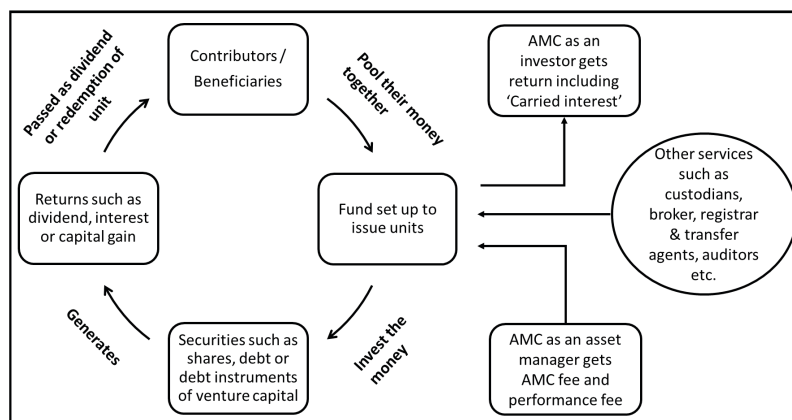 Contributors /
Beneficiaries
Pool their money
together
Fund set up to
issue units
Invest the
money
Securities such as
shares, debt or
debt instruments
of venture capital
Generates
Returns such as
dividend, interest
or capital gain
Passed as dividend
or redemption of
unit
AMC as an
investor gets
return including
‘Carried interest’
Other services
such as
custodians,
broker, registrar
& transfer
agents, auditors
etc.
AMC as an asset
manager gets
AMC fee and
performance fee